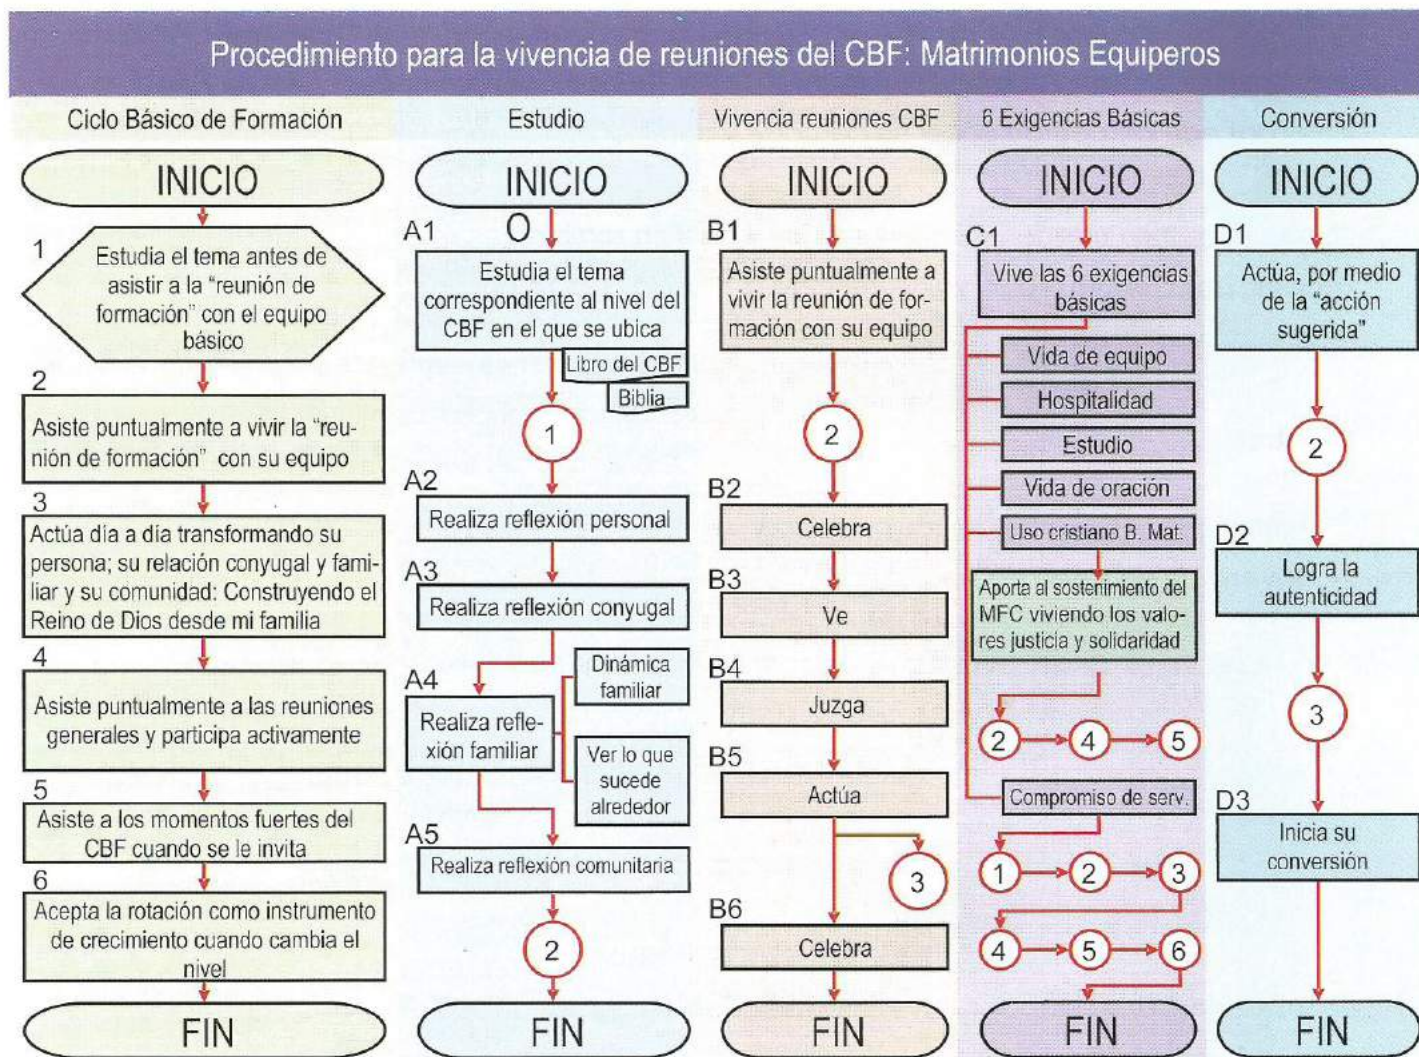 Procedimiento para la vivencia de reuniones del CBF: Matrimonios Equiperos
Ciclo Básico de Formación
INICIO
1
Estudia el tema antes de
asistir a la “reunión de
formación” con el equipo
básico
2
Asiste puntualmente a vivir la “reu-
nión de formación” con su equipo
3
Actúa día a día transformando su
persona; su relación conyugal y fami-
liar y su comunidad: Construyendo el
Reino de Dios desde mi familia
4
Asiste puntualmente a las reuniones
generales y participa activamente
5
Asiste a los momentos fuertes del
CBF cuando se le invita
6
Acepta la rotación como instrumento
de crecimiento cuando cambia el
nivel
FIN
Estudio
INICIO
O
A1
Estudia el tema
correspondiente al nivel del
CBF en el que se ubica
Libro del CBF
Biblia
1
A2
Realiza reflexión personal
A3
Realiza reflexión conyugal
A4
Realiza refle-
xión familiar
Dinámica
familiar
Ver lo que
sucede
alrededor
A5
Realiza reflexión comunitaria
2
FIN
Vivencia reuniones CBF
INICIO
B1
Asiste puntualmente a
vivir la reunión de for-
mación con su equipo
2
B2
Celebra
B3
Ve
B4
Juzga
B5
Actúa
3
B6
Celebra
FIN
6 Exigencias Básicas
INICIO
C1
Vive las 6 exigencias
básicas
Vida de equipo
Hospitalidad
Estudio
Vida de oración
Uso cristiano B. Mat.
Aporta al sostenimiento del
MFC viviendo los valo-
res justicia y solidaridad
2 4 5
Compromiso de serv.
1 2 3
4 5 6
FIN
Conversión
INICIO
D1
Actúa, por medio
de la “acción
sugerida”
2
D2
Logra la
autenticidad
3
D3
Inicia su
conversión
FIN